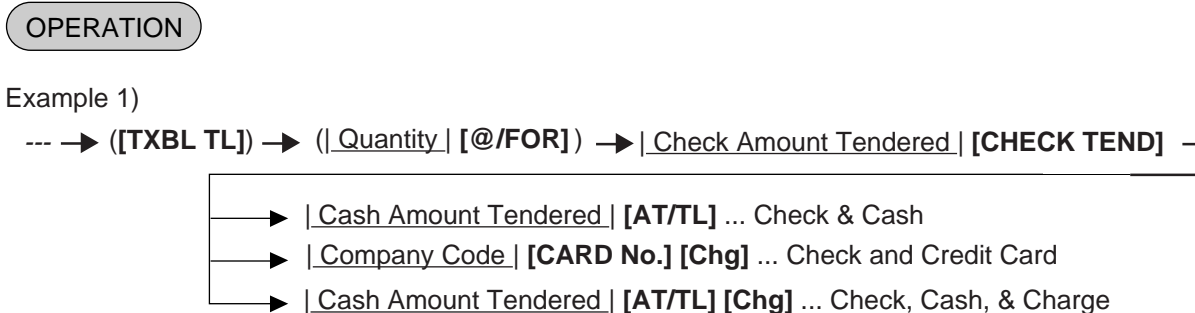 OPERATION
Example 1)
--- ([TXBL TL]) (| Quantity | [@/FOR] ) | Check Amount Tendered | [CHECK TEND]
| Cash Amount Tendered | [AT/TL] ... Check & Cash
| Company Code | [CARD No.] [Chg] ... Check and Credit Card
| Cash Amount Tendered | [AT/TL] [Chg] ... Check, Cash, & Charge